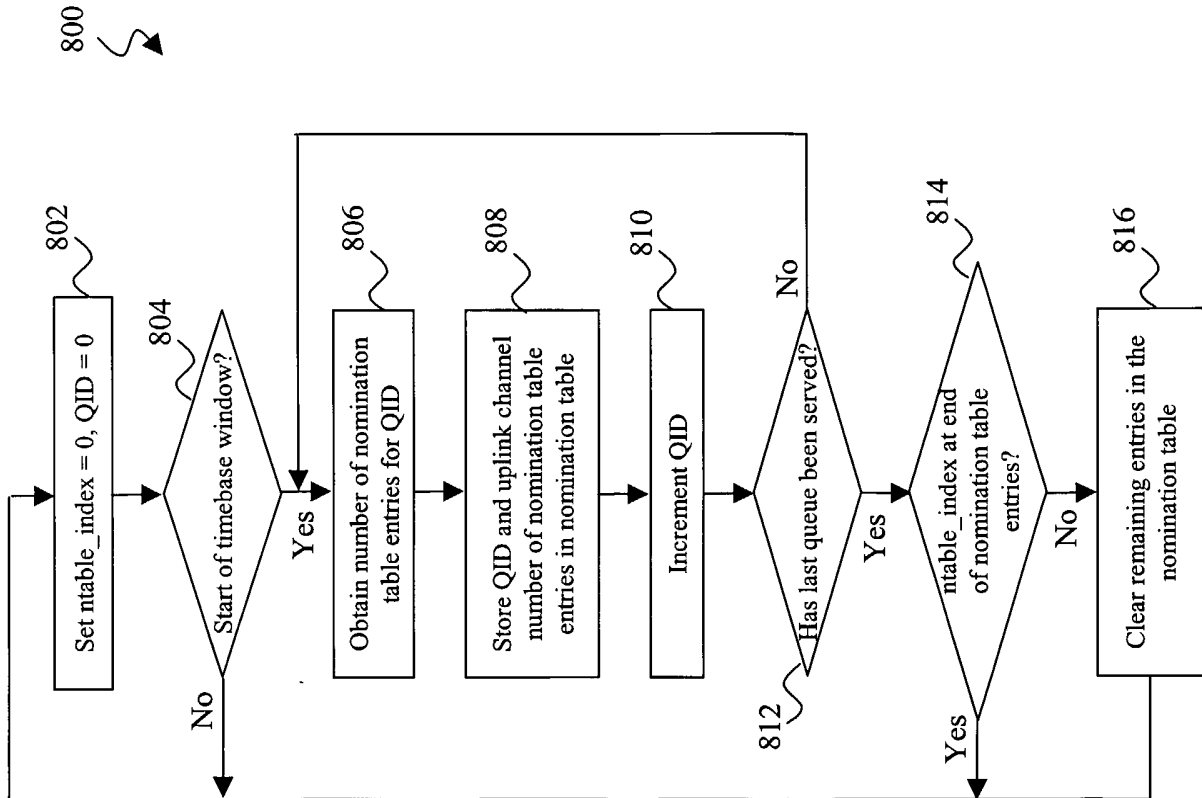 800
802
Set ntable_index = 0, QID = 0
804
Start of timebase window?
No
Yes
806
Obtain number of nomination
table entries for QID
808
Store QID and uplink channel
number of nomination table
entries in nomination table
810
Increment QID
Has last queue been served?
No
812
Yes
814
ntable_index at end
of nomination table
entries?
Yes
No
816
Clear remaining entries in the
nomination table